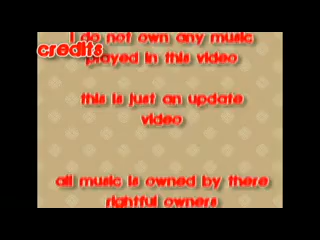 I do not own any music
credits
played in this video
this is just an update
video
all music is owned by there
rightful owners